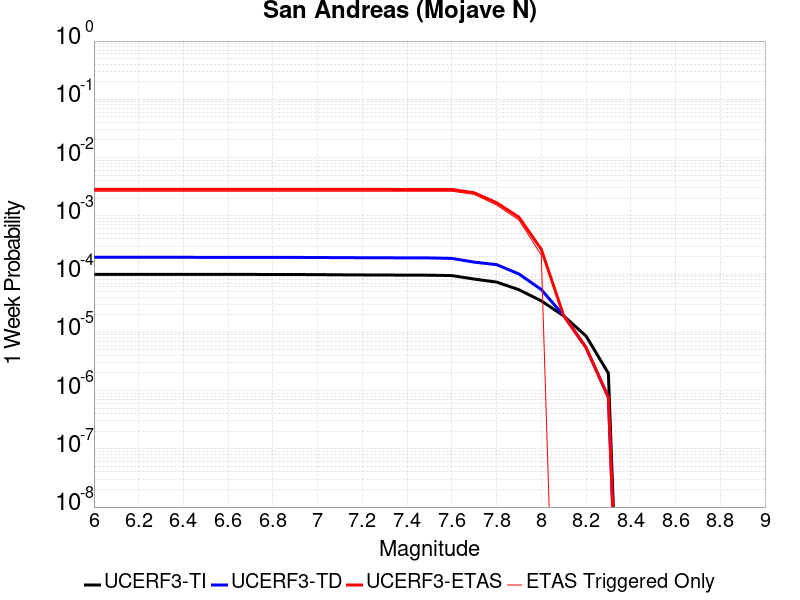 San Andreas (Mojave N)
10^0
10^-1
10^-2
10^-3
10^-4
10^-5
10^-6
10^-7
10^-8
1 Week Probability
6 6.2 6.4 6.6 6.8 7 7.2 7.4 7.6 7.8 8 8.2 8.4 8.6 8.8 9
Magnitude
UCERF3-TI UCERF3-TD UCERF3-ETAS ETAS Triggered Only